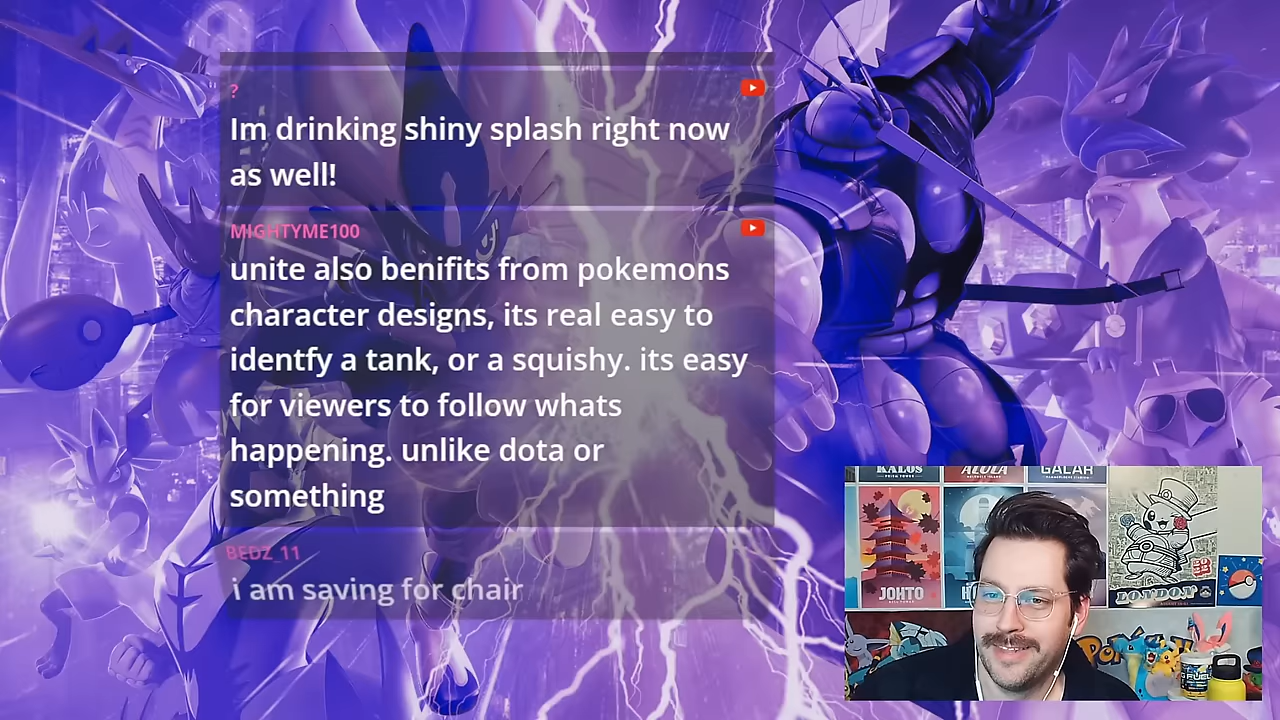 ?
Im drinking shiny splash right now
as well!
MIGHTYME100
unite also benifits from pokemons
character designs, its real easy to
identfy a tank, or a squishy. its easy
for viewers to follow whats
happening. unlike dota or
something
BEDZ_11
i am saving for chair
KALOS
ALOLA
GALAR
JOHTO
LONDON
POKÉMON
G FUEL